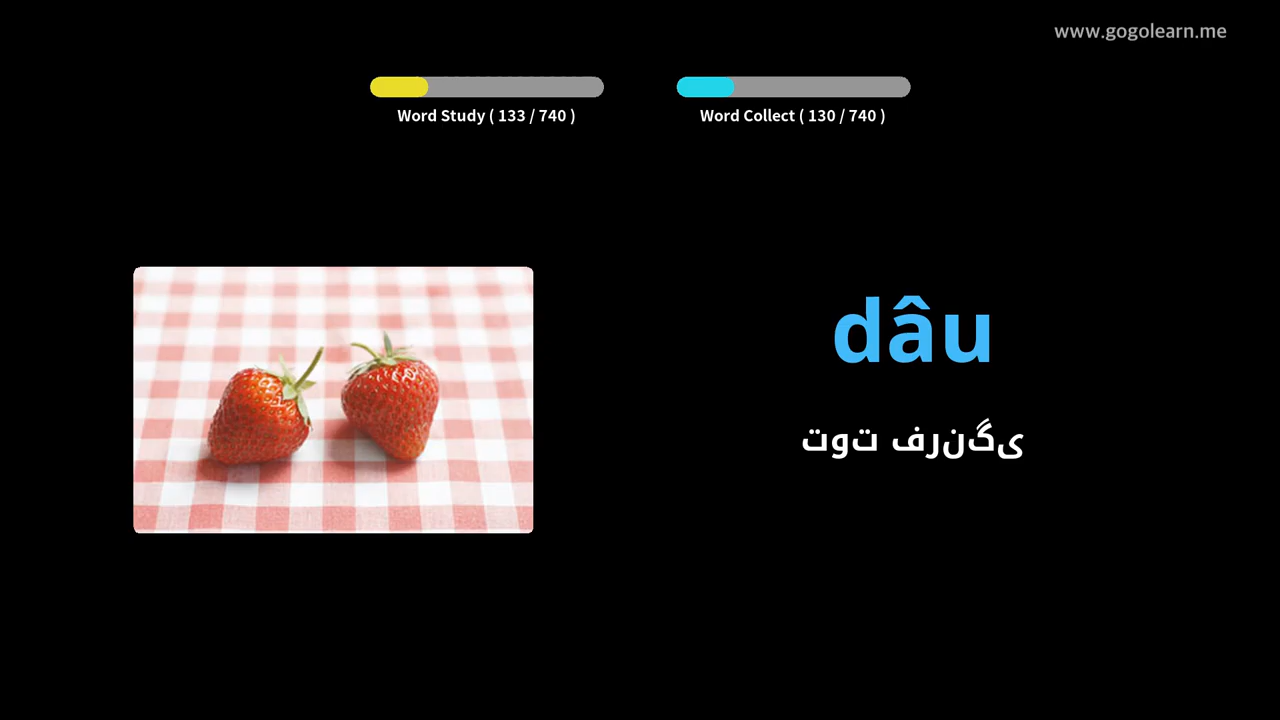 www.gogolearn.me
Word Study ( 133 / 740 )
Word Collect ( 130 / 740 )
dâu
توت فرنگی